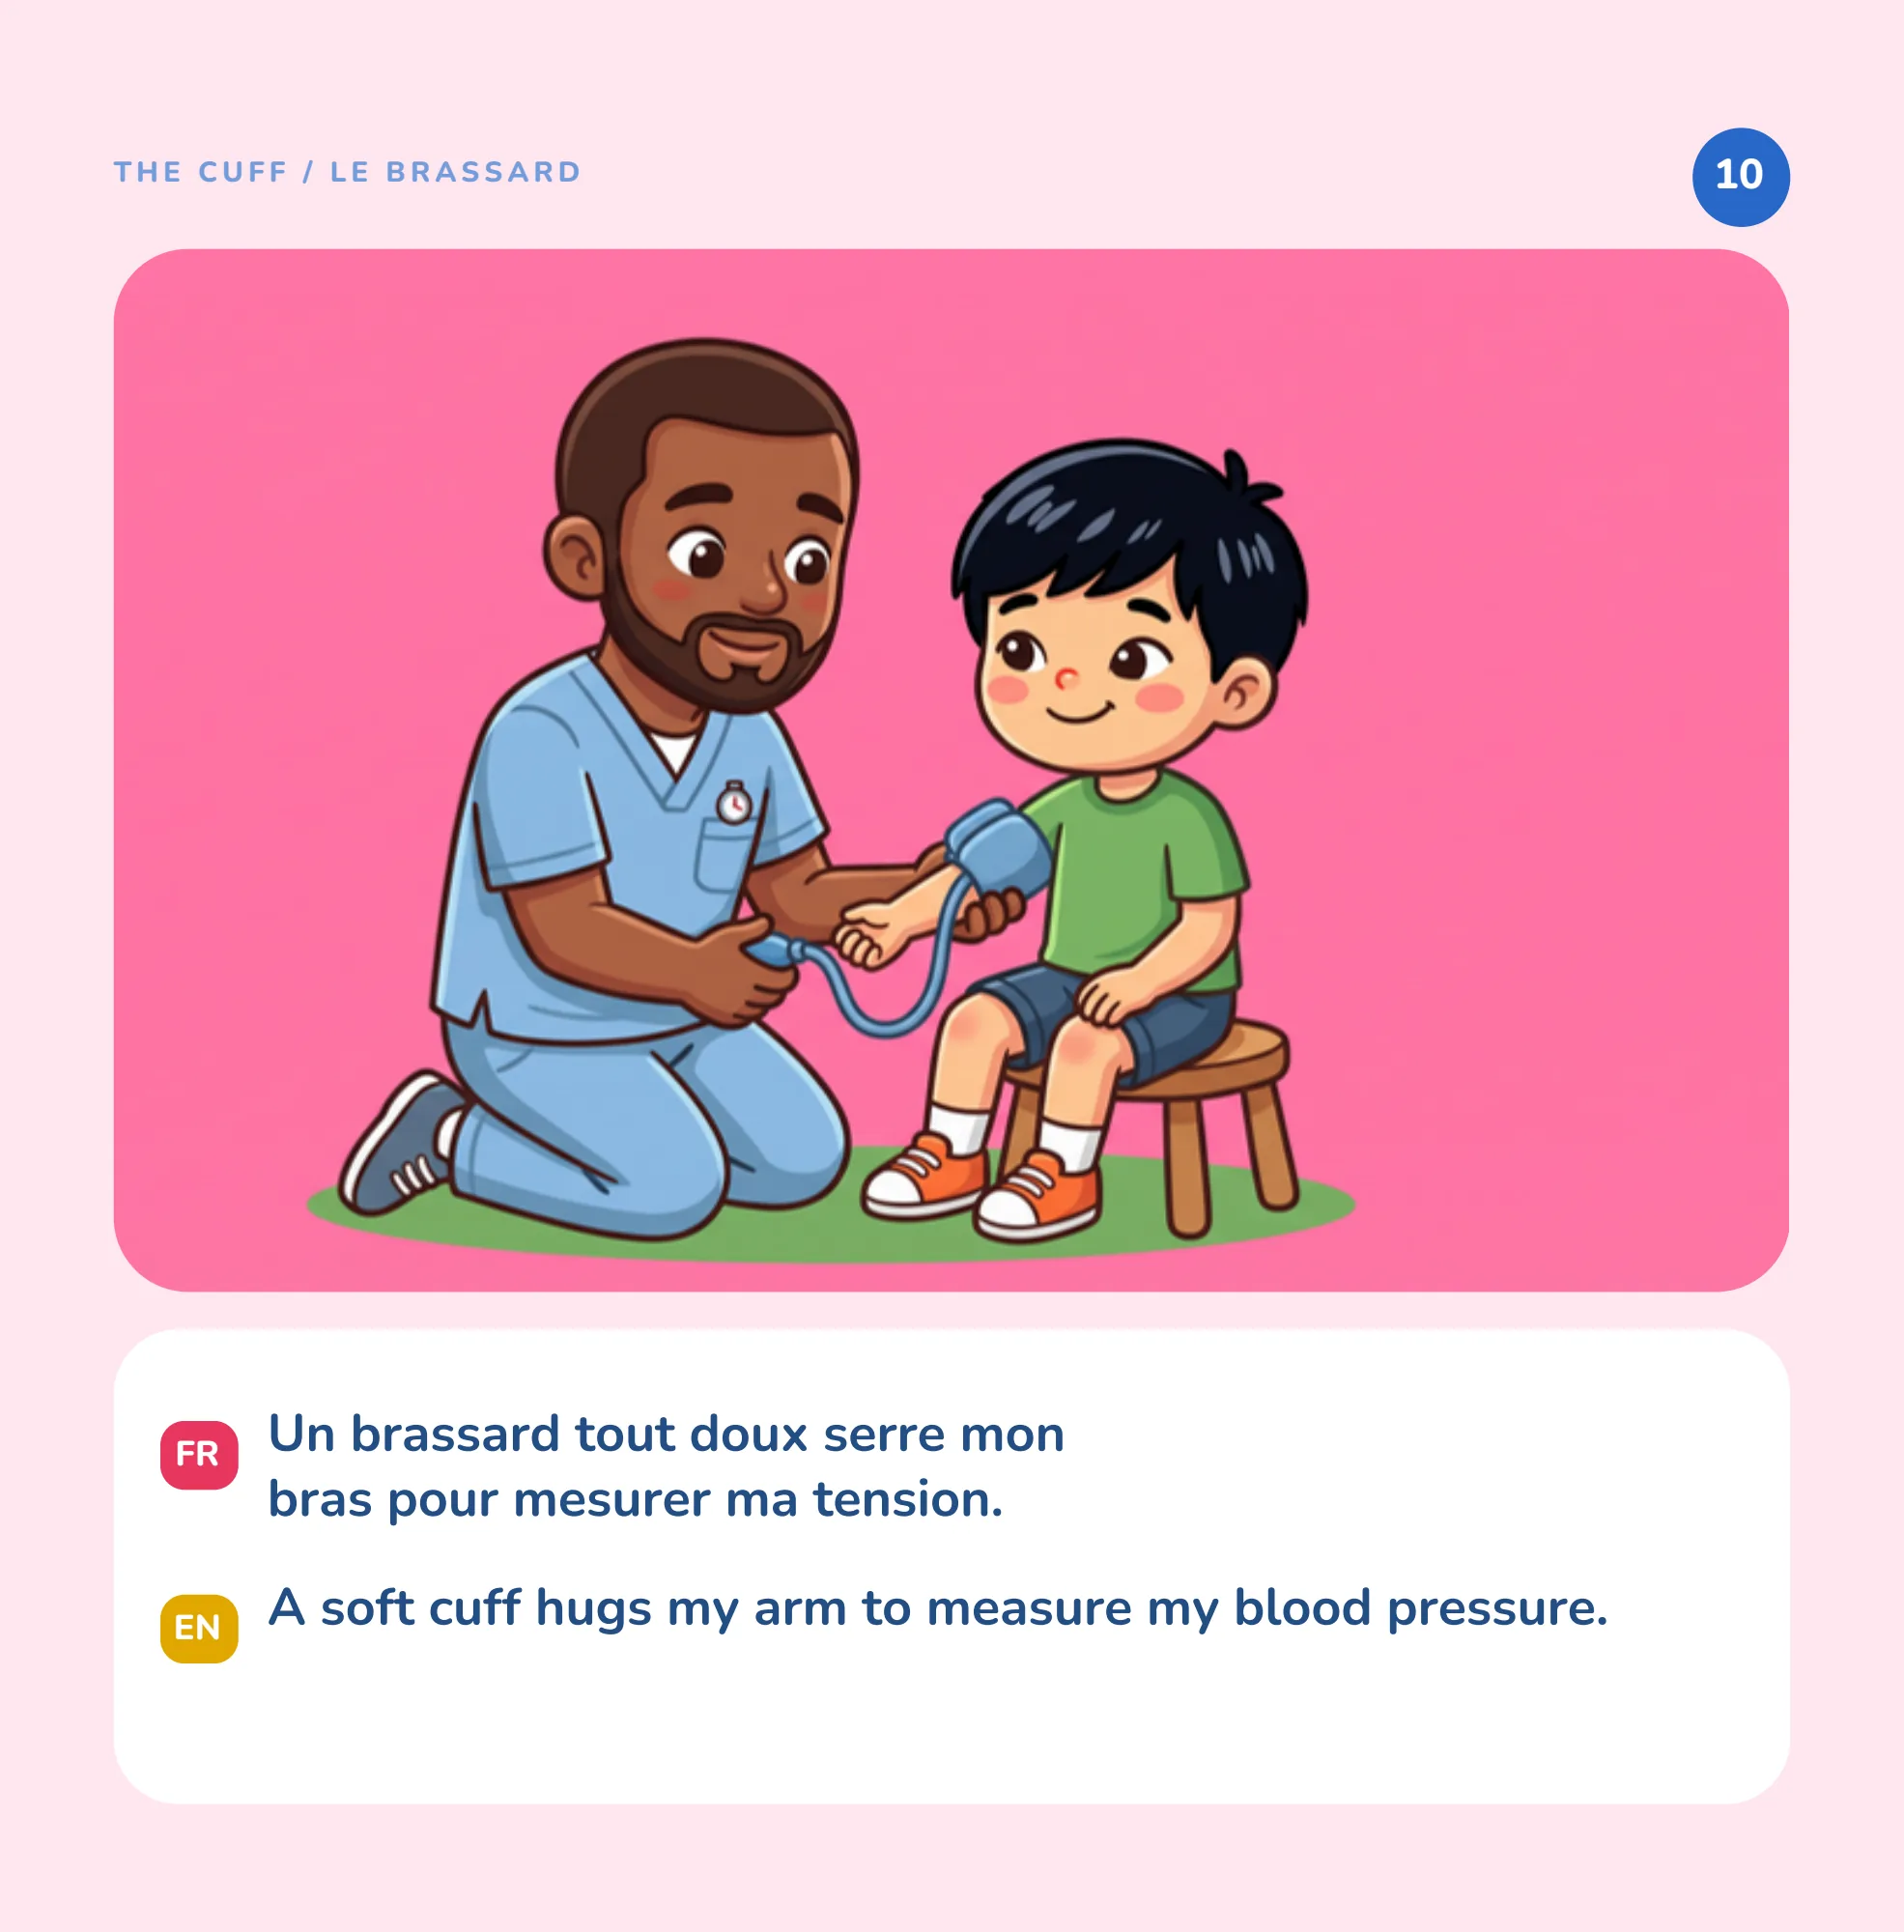 THE CUFF / LE BRASSARD
10
FR
Un brassard tout doux serre mon
bras pour mesurer ma tension.
EN
A soft cuff hugs my arm to measure my blood pressure.